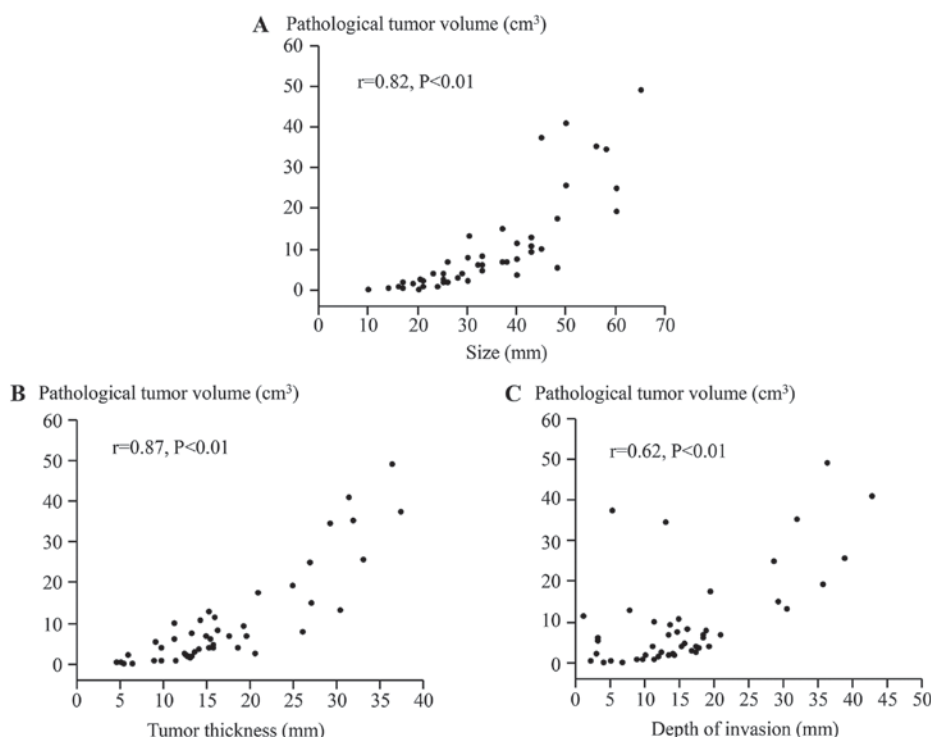 A Pathological tumor volume (cm³)
60
50
40
30
20
10
0
r=0.82, P<0.01
0 10 20 30 40 50 60 70
Size (mm)
B Pathological tumor volume (cm³)
60
50
40
30
20
10
0
r=0.87, P<0.01
0 5 10 15 20 25 30 35 40
Tumor thickness (mm)
C Pathological tumor volume (cm³)
60
50
40
30
20
10
0
r=0.62, P<0.01
0 5 10 15 20 25 30 35 40 45 50
Depth of invasion (mm)